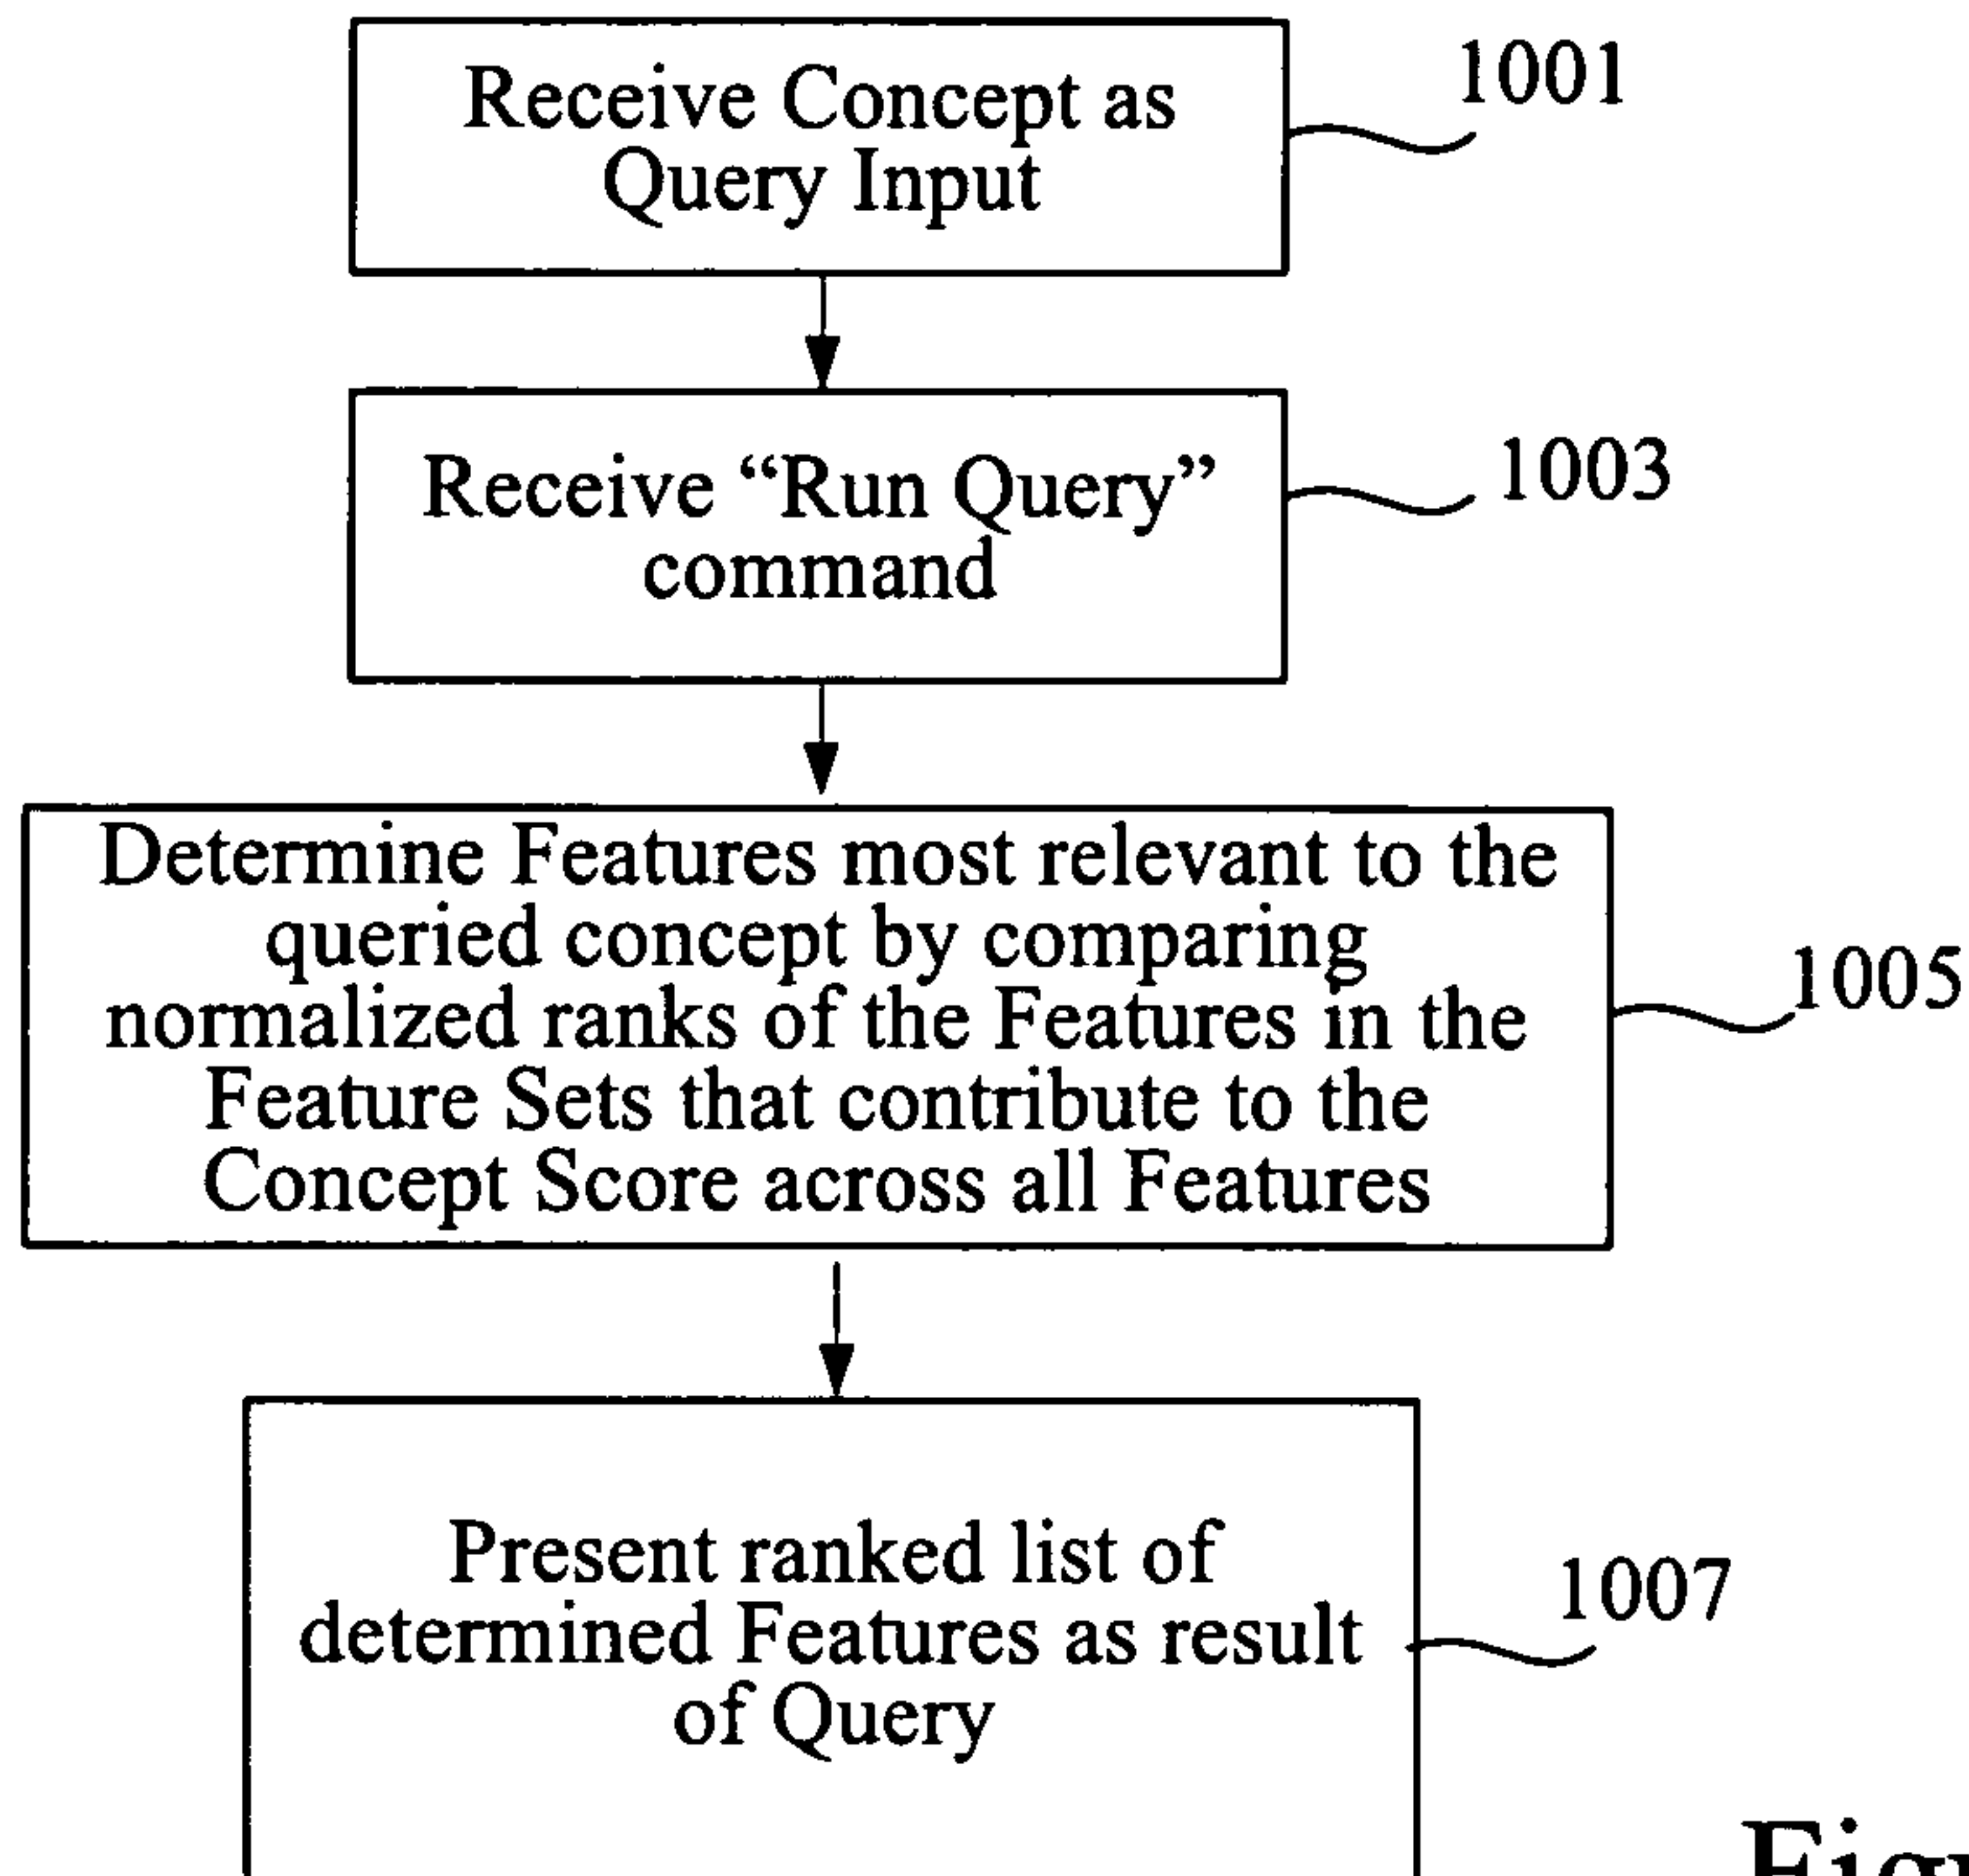 Receive Concept as
Query Input
1001
Receive “Run Query”
command
1003
Determine Features most relevant to the
queried concept by comparing
normalized ranks of the Features in the
Feature Sets that contribute to the
Concept Score across all Features
1005
Present ranked list of
determined Features as result
of Query
1007